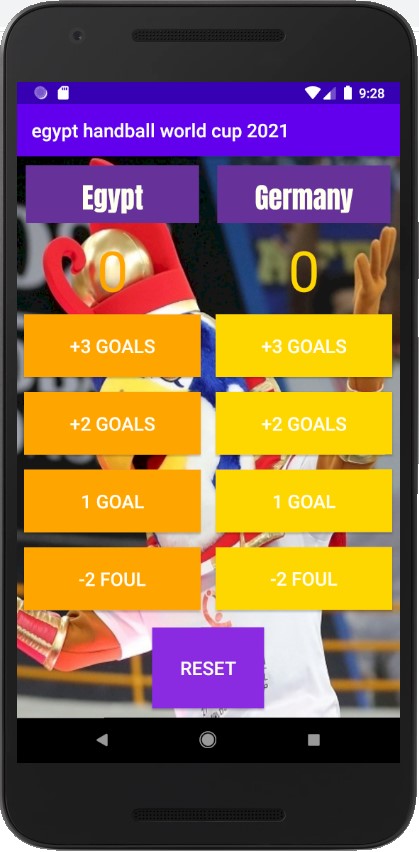 9:28
egypt handball world cup 2021
Egypt Germany
0 0
+3 GOALS +3 GOALS
+2 GOALS +2 GOALS
1 GOAL 1 GOAL
-2 FOUL -2 FOUL
RESET